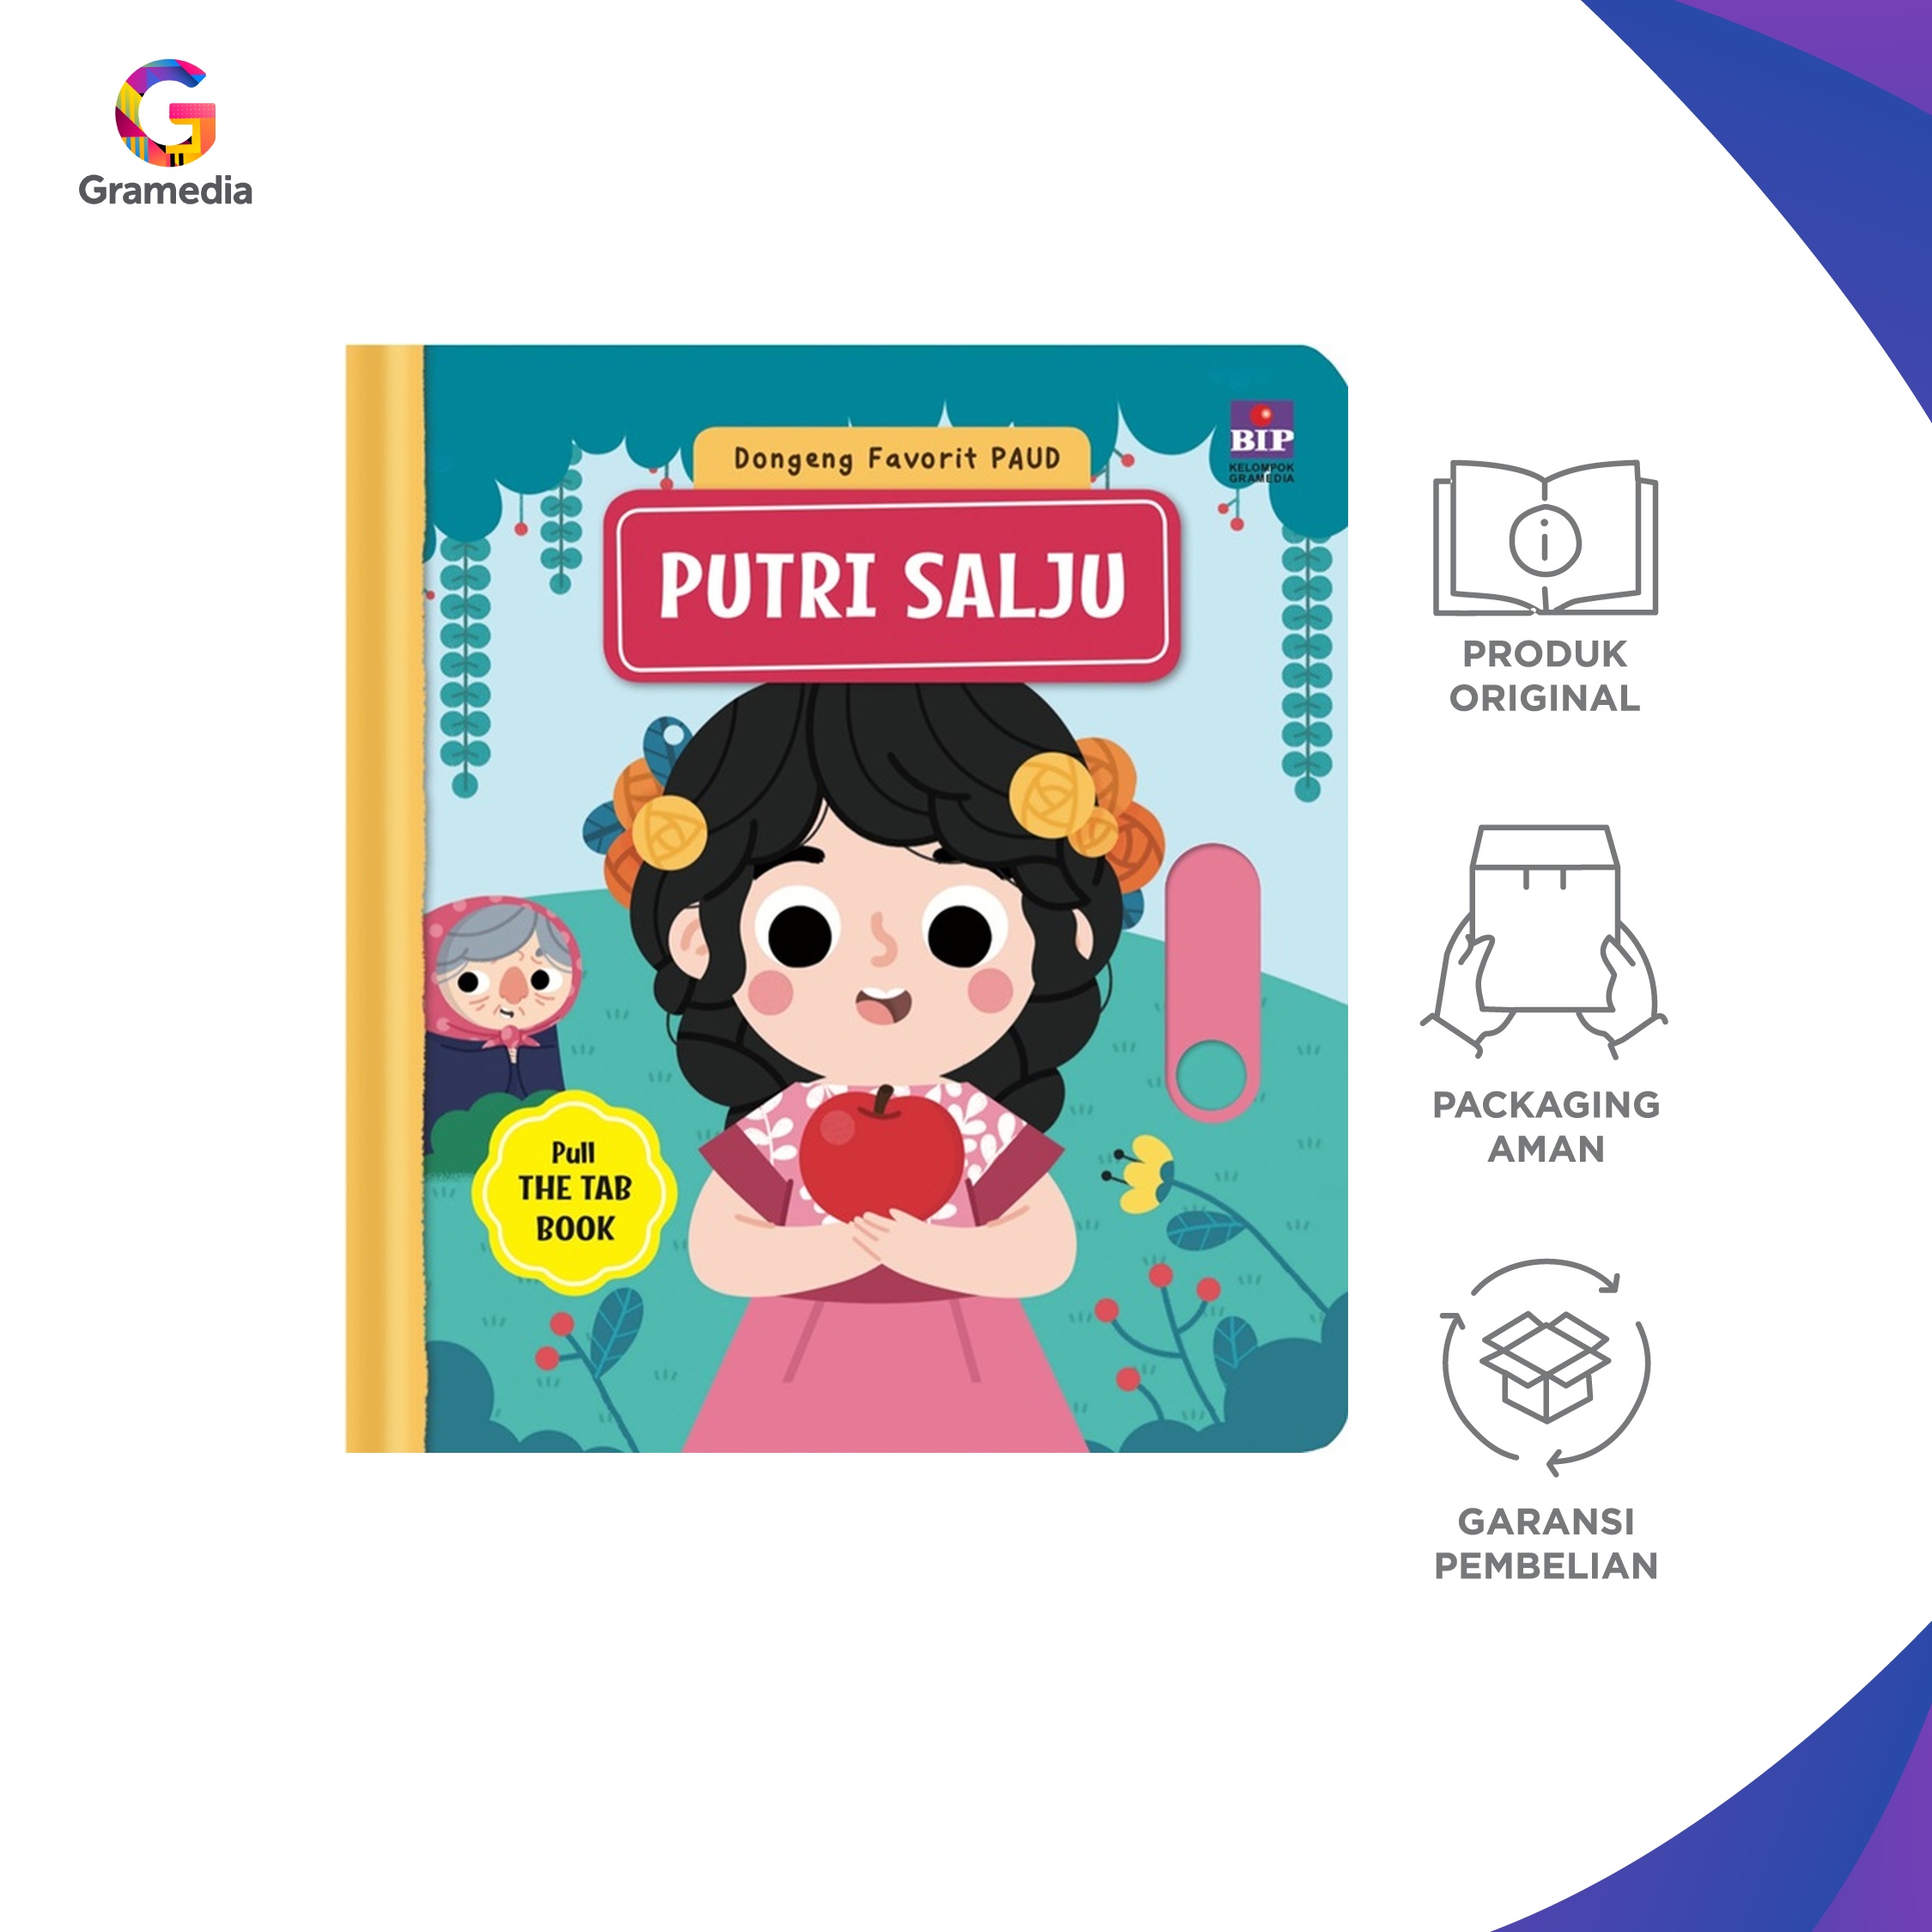 Gramedia
Dongeng Favorit PAUD
BIP
KELOMPOK
GRAMEDIA
PUTRI SALJU
Pull
THE TAB
BOOK
PRODUK
ORIGINAL
PACKAGING
AMAN
GARANSI
PEMBELIAN